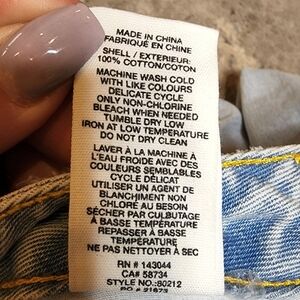 MADE IN CHINA
FABRIQUÉ EN CHINE
SHELL / EXTERIEUR:
100% COTTON/COTON
MACHINE WASH COLD
WITH LIKE COLOURS
DELICATE CYCLE
ONLY NON-CHLORINE
BLEACH WHEN NEEDED
TUMBLE DRY LOW
IRON AT LOW TEMPERATURE
DO NOT DRY CLEAN
LAVER À LA MACHINE À
L'EAU FROIDE AVEC DES
COULEURS SEMBLABLES
CYCLE DÉLICAT
UTILISER UN AGENT DE
BLANCHIMENT NON
CHLORÉ AU BESOIN
SÉCHER PAR CULBUTAGE
À BASSE TEMPÉRATURE
REPASSER À BASSE
TEMPÉRATURE
NE PAS NETTOYER À SEC
RN # 143044
CA# 58734
STYLE NO.:80212